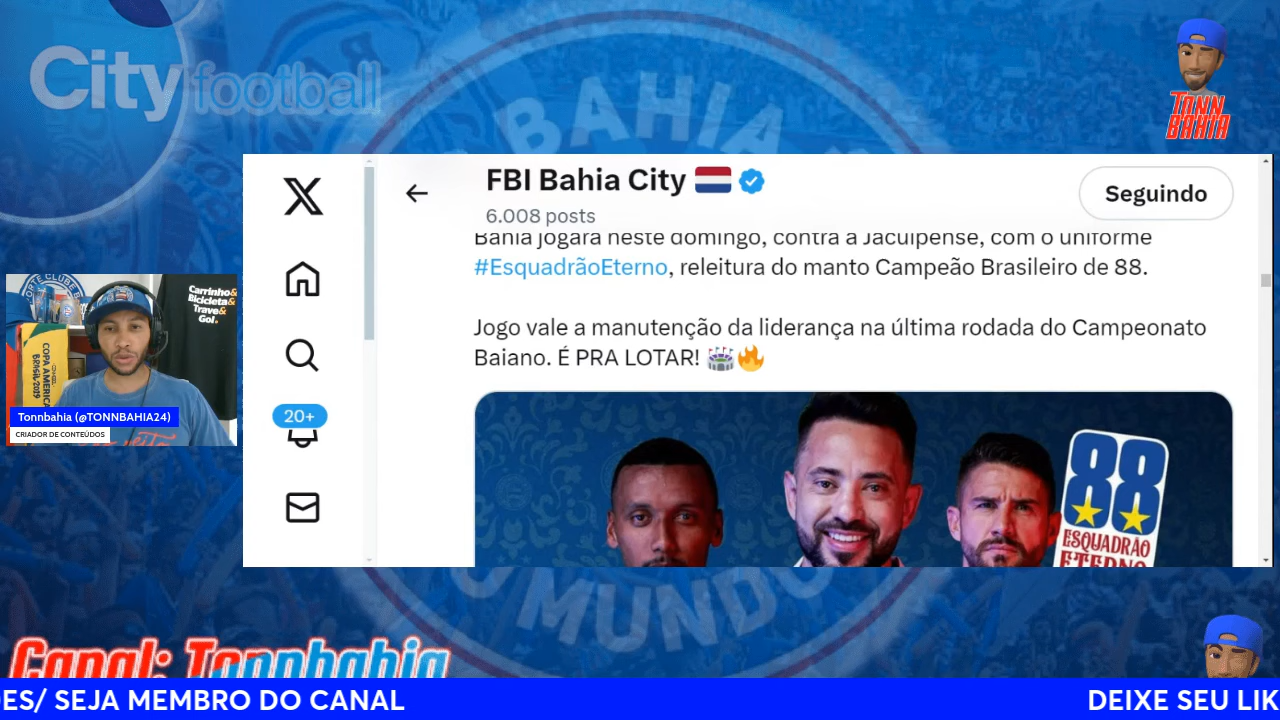 City football
BAHIA
TONN
BAHIA
FBI Bahia City
6.008 posts
Seguindo
Bahia jogará neste domingo, contra a Jacuipense, com o uniforme
#EsquadrãoEterno, releitura do manto Campeão Brasileiro de 88.
Jogo vale a manutenção da liderança na última rodada do Campeonato
Baiano. É PRA LOTAR!
20+
88
ESQUADRÃO
ETERNO
Carrinho&
Bicicleta&
Trave&
Gol.
COPA AMERICA
BRASIL 2019
Tonnbahia (@TONNBAHIA24)
CRIADOR DE CONTEÚDOS
O MUNDO
Canal: Tonnbahia
DES/ SEJA MEMBRO DO CANAL
DEIXE SEU LIK